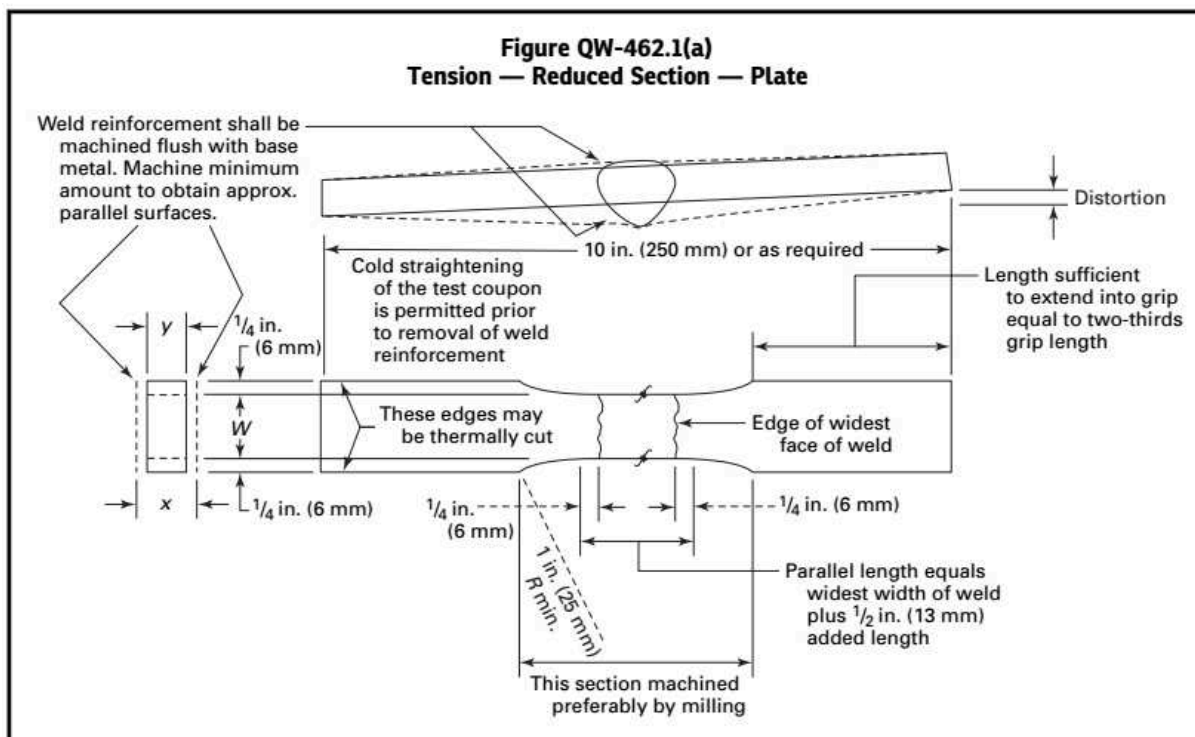 Figure QW-462.1(a)
Tension — Reduced Section — Plate
Weld reinforcement shall be
machined flush with base
metal. Machine minimum
amount to obtain approx.
parallel surfaces.
Distortion
10 in. (250 mm) or as required
Cold straightening
of the test coupon
is permitted prior
to removal of weld
reinforcement
Length sufficient
to extend into grip
equal to two-thirds
grip length
y
1/4 in.
(6 mm)
W
These edges may
be thermally cut
Edge of widest
face of weld
x
1/4 in. (6 mm)
1/4 in.
(6 mm)
1/4 in. (6 mm)
1 in. (25 mm)
R min.
Parallel length equals
widest width of weld
plus 1/2 in. (13 mm)
added length
This section machined
preferably by milling